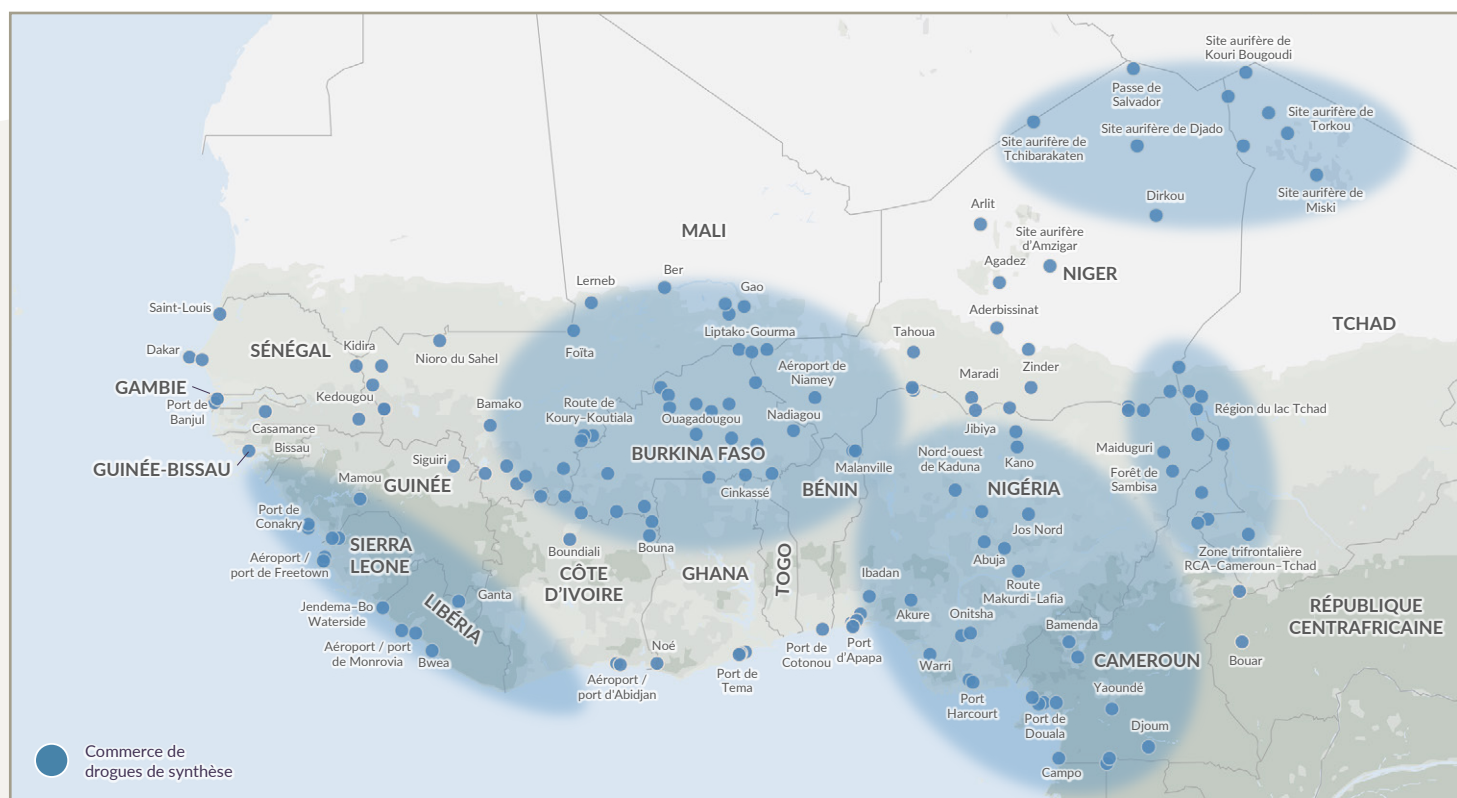 Site aurifère de
Kouri Bougoudi
Passe de
Salvador
Site aurifère de
Torkou
Site aurifère de Djado
Site aurifère de
Tchibarakaten
Site aurifère de
Miski
Dirkou
Arlit
Site aurifère
d'Amzigar
MALI
Agadez
NIGER
Ber
Lerneb
Gao
Saint-Louis
Aderbissinat
TCHAD
Liptako-Gourma
Tahoua
Dakar
SÉNÉGAL
Kidira
Nioro du Sahel
Foïta
Aéroport de
Niamey
Maradi
Zinder
GAMBIE
Port de
Banjul
Kedougou
Bamako
Route de
Koury–Koutiala
Ouagadougou
Nadiagou
Jibiya
Région du lac Tchad
Casamance
Bissau
GUINÉE-BISSAU
BURKINA FASO
Malanville
Nord-ouest
de Kaduna
Kano
Maiduguri
Siguiri
Mamou
GUINÉE
Cinkassé
BÉNIN
NIGÉRIA
Forêt de
Sambisa
Port de
Conakry
Jos Nord
SIERRA
LEONE
Aéroport /
port de Freetown
Boundiali
Bouna
Abuja
Zone trifrontalière
RCA–Cameroun–Tchad
CÔTE
D'IVOIRE
GHANA
TOGO
Ibadan
Route
Makurdi–Lafia
Jendema–Bo
Waterside
LIBÉRIA
Ganta
Akure
Onitsha
Bamenda
RÉPUBLIQUE
CENTRAFRICAINE
Aéroport / port
de Monrovia
Bwea
Noé
Port de
Cotonou
Port
d'Apapa
Warri
CAMEROUN
Bouar
Aéroport /
port d'Abidjan
Port de
Tema
Port
Harcourt
Yaoundé
Port de
Douala
Djoum
Campo
Commerce de
drogues de synthèse